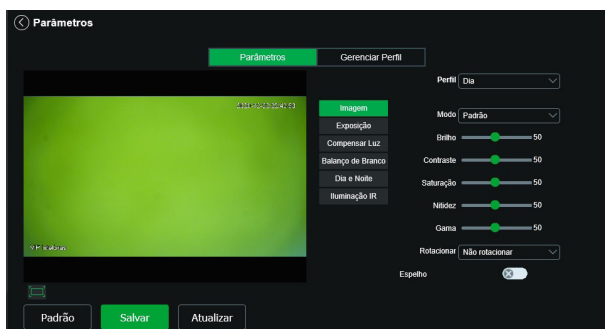 Parâmetros
Parâmetros Gerenciar Perfil
Perfil Dia
Imagem
Modo Padrão
Exposição
Brilho 50
Compensar Luz
Contraste 50
Balanço de Branco
Saturação 50
Dia e Noite
Nitidez 50
Iluminação IR
Gama 50
Rotacionar Não rotacionar
Espelho
Padrão Salvar Atualizar